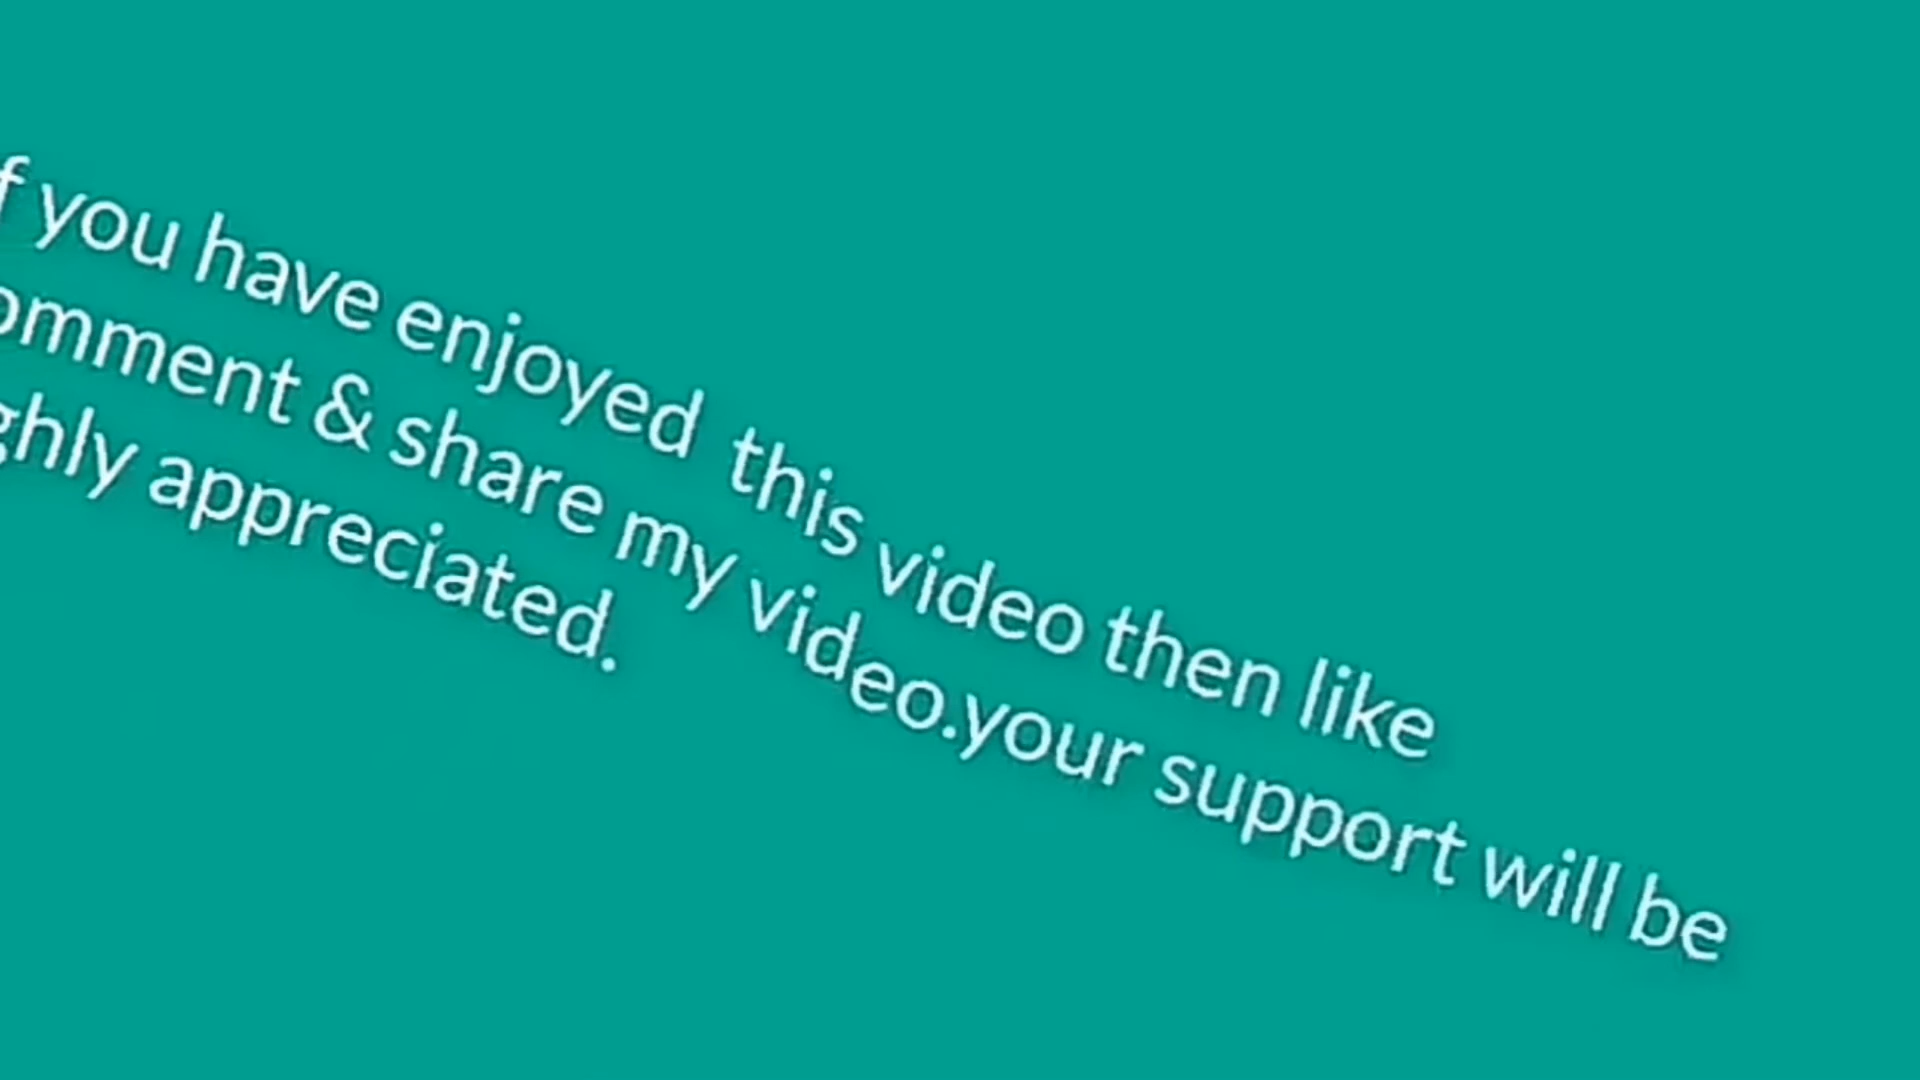 f you have enjoyed  this video then like
omment & share my video.your support will be
ghly appreciated.